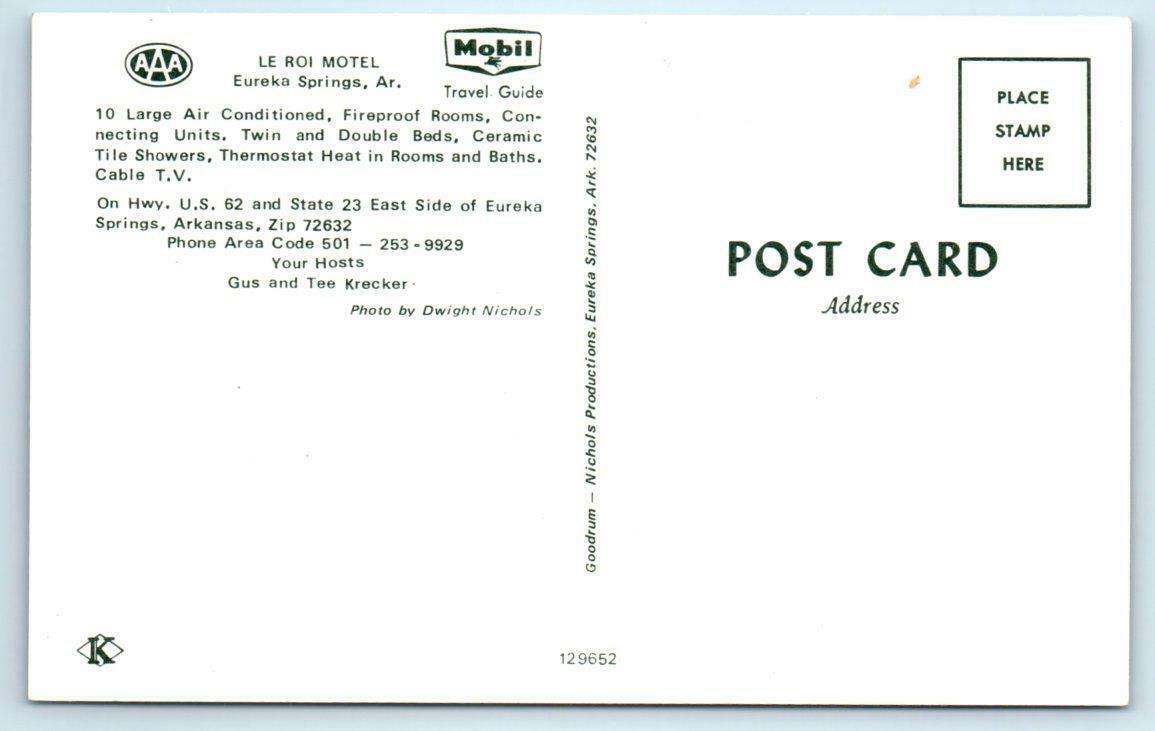 AAA
LE ROI MOTEL
Eureka Springs, Ar.
Mobil
Travel Guide
10 Large Air Conditioned, Fireproof Rooms, Con-
necting Units. Twin and Double Beds, Ceramic
Tile Showers, Thermostat Heat in Rooms and Baths.
Cable T.V.
On Hwy. U.S. 62 and State 23 East Side of Eureka
Springs, Arkansas, Zip 72632
Phone Area Code 501 — 253-9929
Your Hosts
Gus and Tee Krecker
Photo by Dwight Nichols
Goodrum — Nichols Productions, Eureka Springs, Ark. 72632
PLACE
STAMP
HERE
POST CARD
Address
K
129652